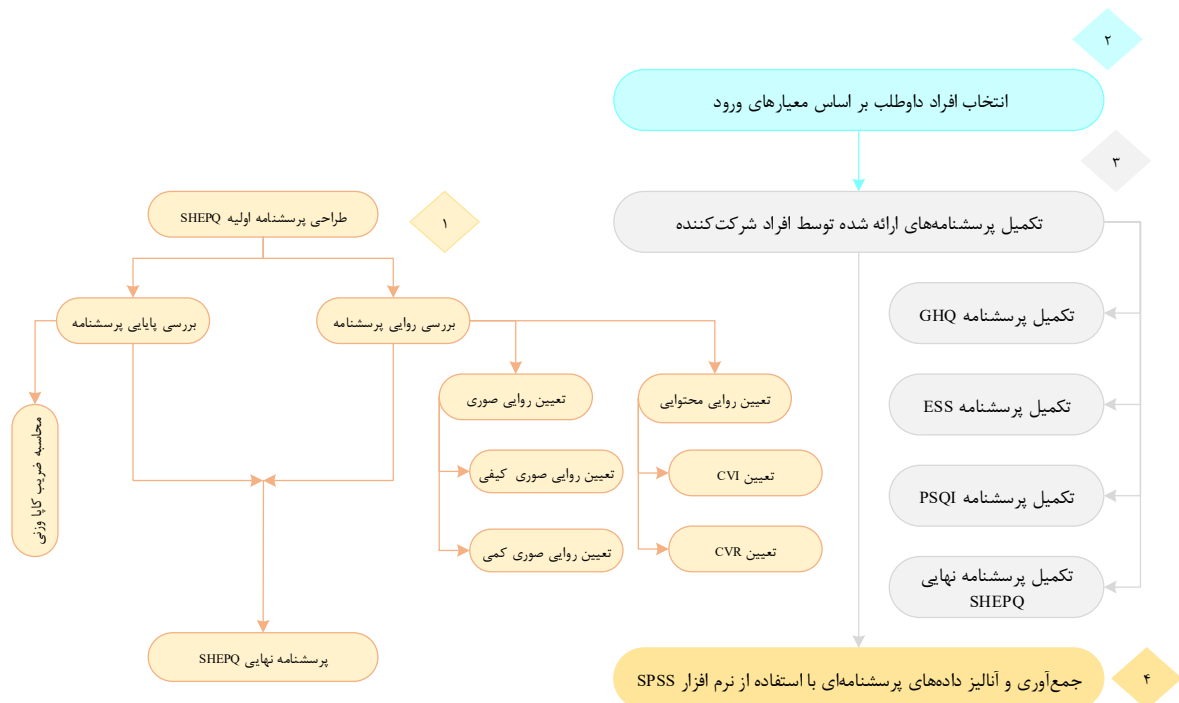 ۲
انتخاب افراد داوطلب بر اساس معیارهای ورود
۳
تکمیل پرسشنامه‌های ارائه شده توسط افراد شرکت‌کننده
تکمیل پرسشنامه GHQ
تکمیل پرسشنامه ESS
تکمیل پرسشنامه PSQI
تکمیل پرسشنامه نهایی
SHEPQ
۴
جمع‌آوری و آنالیز داده‌های پرسشنامه‌ای با استفاده از نرم افزار SPSS
۱
طراحی پرسشنامه اولیه SHEPQ
بررسی روایی پرسشنامه
بررسی پایایی پرسشنامه
تعیین روایی محتوایی
تعیین CVI
تعیین CVR
تعیین روایی صوری
تعیین روایی صوری کیفی
تعیین روایی صوری کمی
محاسبه ضریب کاپا وزنی
پرسشنامه نهایی SHEPQ